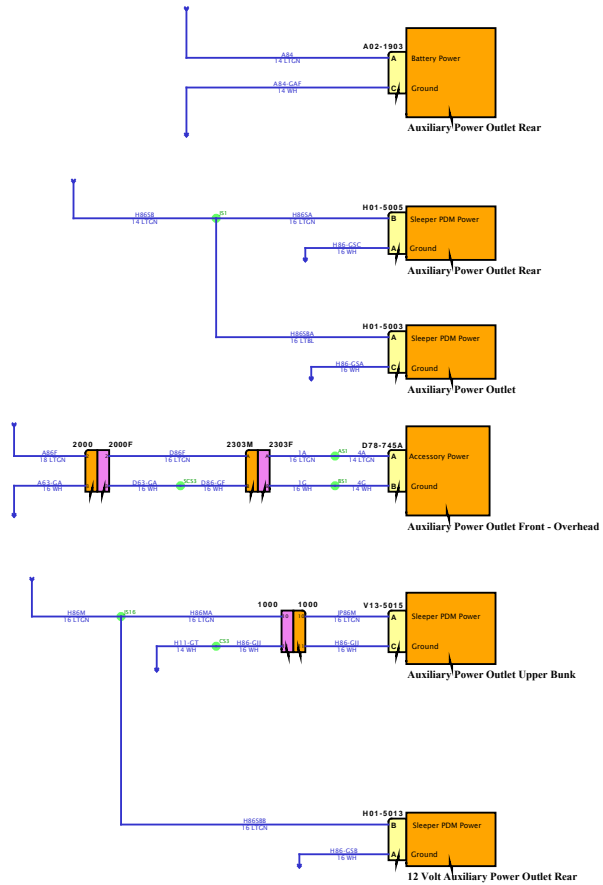 A02-1903
A84
14 LTGN
A
Battery Power
A84-GAF
14 WH
C
Ground
Auxiliary Power Outlet Rear
H01-5005
H86SB
14 LTGN
JS1
H86SA
16 LTGN
B
Sleeper PDM Power
H86-GSC
16 WH
A
Ground
Auxiliary Power Outlet Rear
H01-5003
H86SBA
16 LTBL
A
Sleeper PDM Power
H86-GSA
16 WH
C
Ground
Auxiliary Power Outlet
2000 2000F 2303M 2303F D78-745A
A86F
18 LTGN
D86F
16 LTGN
1A
16 LTGN
AS1
4A
14 LTGN
A
Accessory Power
A63-GA
16 WH
D63-GA
16 WH
SCS3
D86-GF
16 WH
1G
16 WH
BS1
4G
14 WH
B
Ground
Auxiliary Power Outlet Front - Overhead
1000 1000 V13-5015
H86M
16 LTGN
JS16
H86MA
16 LTGN
JP86M
16 LTGN
A
Sleeper PDM Power
H11-GT
14 WH
CS3
H86-GJJ
16 WH
H86-GJJ
16 WH
C
Ground
Auxiliary Power Outlet Upper Bunk
H01-5013
H86SBB
16 LTGN
B
Sleeper PDM Power
H86-GSB
16 WH
A
Ground
12 Volt Auxiliary Power Outlet Rear